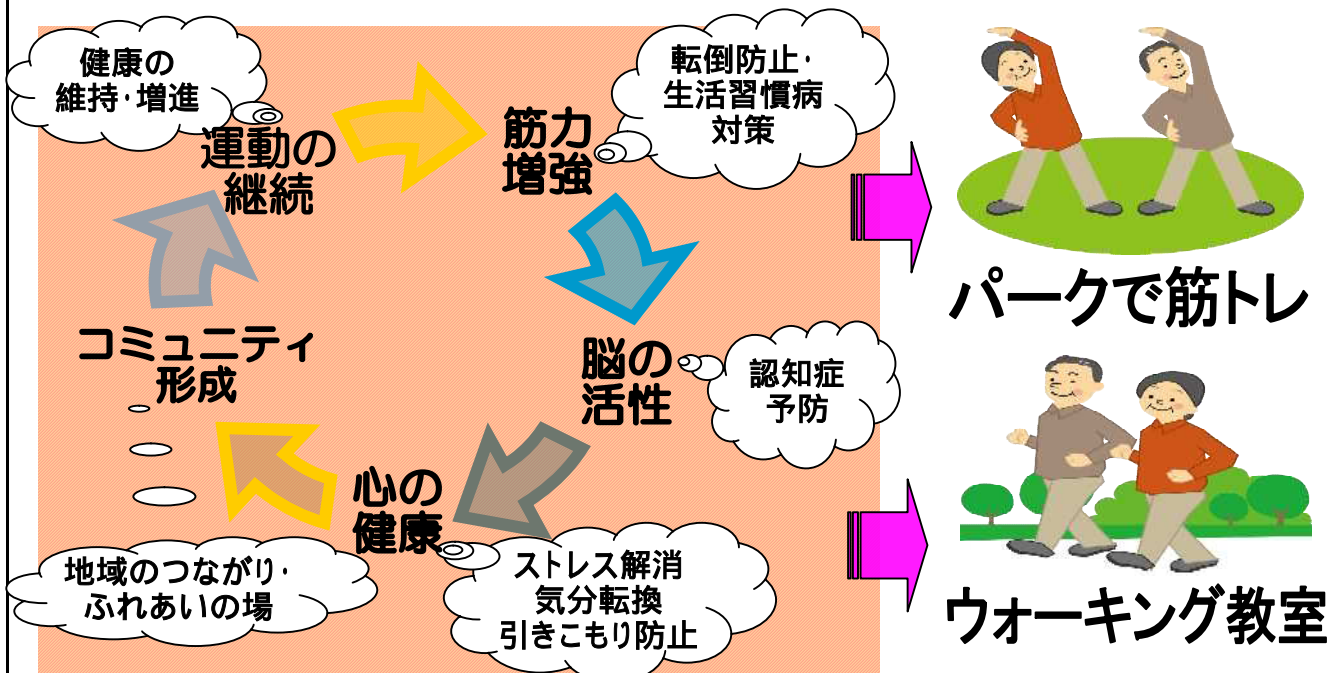 健康の
維持・増進
運動の
継続
筋力
増強
転倒防止・
生活習慣病
対策
脳の
活性
認知症
予防
心の
健康
ストレス解消
気分転換
引きこもり防止
コミュニティ
形成
地域のつながり・
ふれあいの場
パークで筋トレ
ウォーキング教室